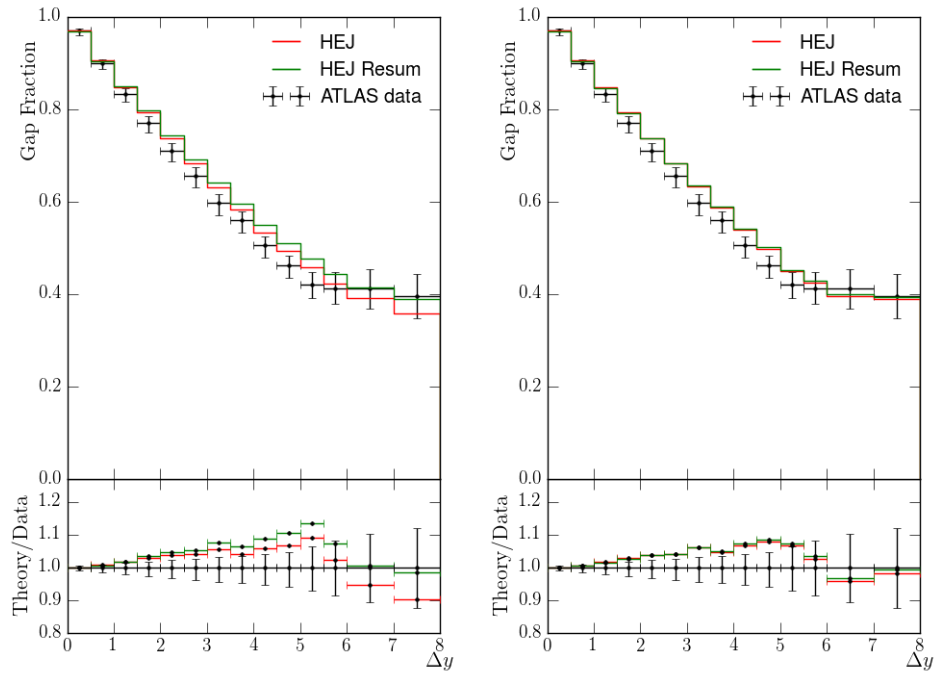 1.0
0.8
0.6
0.4
0.2
0.0
Gap Fraction
HEJ
HEJ Resum
ATLAS data
1.2
1.1
1.0
0.9
0.8
Theory/Data
0 1 2 3 4 5 6 7 8
Δy
1.0
0.8
0.6
0.4
0.2
0.0
Gap Fraction
HEJ
HEJ Resum
ATLAS data
1.2
1.1
1.0
0.9
0.8
Theory/Data
0 1 2 3 4 5 6 7 8
Δy